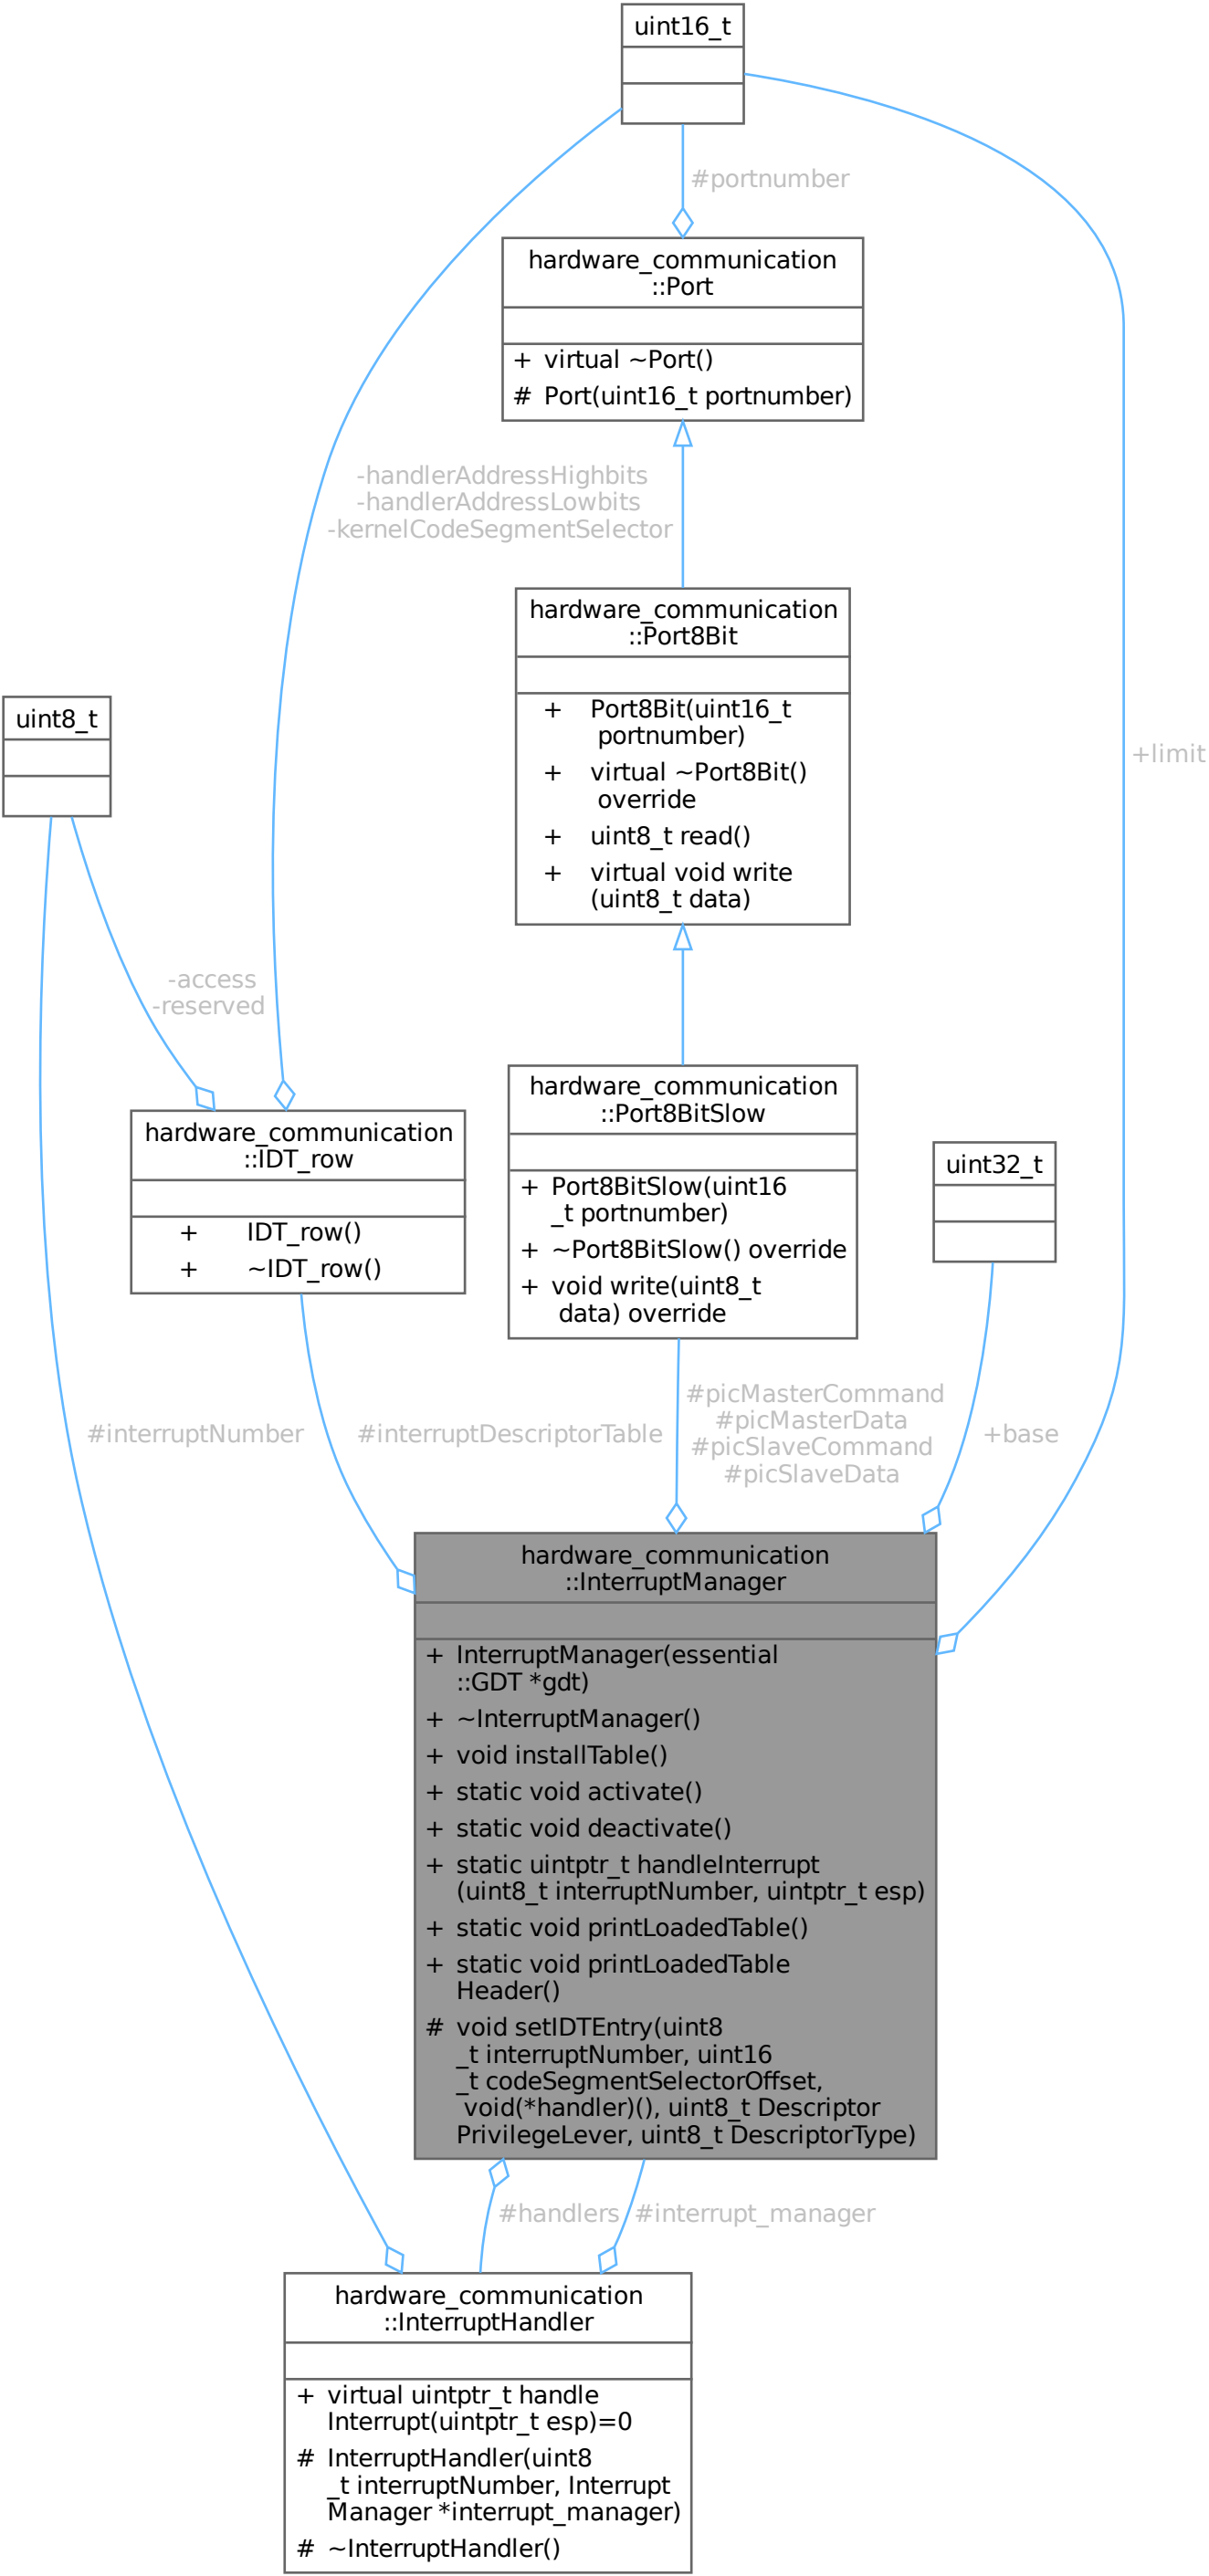 uint16_t
#portnumber
hardware_communication
::Port
+ virtual ~Port()
# Port(uint16_t portnumber)
-handlerAddressHighbits
-handlerAddressLowbits
-kernelCodeSegmentSelector
hardware_communication
::Port8Bit
+ Port8Bit(uint16_t
portnumber)
+ virtual ~Port8Bit()
override
+ uint8_t read()
+ virtual void write
(uint8_t data)
uint8_t
+limit
-access
-reserved
hardware_communication
::IDT_row
+ IDT_row()
+ ~IDT_row()
hardware_communication
::Port8BitSlow
+ Port8BitSlow(uint16
_t portnumber)
+ ~Port8BitSlow() override
+ void write(uint8_t
data) override
uint32_t
#interruptNumber
#interruptDescriptorTable
#picMasterCommand
#picMasterData
#picSlaveCommand
#picSlaveData
+base
hardware_communication
::InterruptManager
+ InterruptManager(essential
::GDT *gdt)
+ ~InterruptManager()
+ void installTable()
+ static void activate()
+ static void deactivate()
+ static uintptr_t handleInterrupt
(uint8_t interruptNumber, uintptr_t esp)
+ static void printLoadedTable()
+ static void printLoadedTable
Header()
# void setIDTEntry(uint8
_t interruptNumber, uint16
_t codeSegmentSelectorOffset,
void(*handler)(), uint8_t Descriptor
PrivilegeLever, uint8_t DescriptorType)
#handlers
#interrupt_manager
hardware_communication
::InterruptHandler
+ virtual uintptr_t handle
Interrupt(uintptr_t esp)=0
# InterruptHandler(uint8
_t interruptNumber, Interrupt
Manager *interrupt_manager)
# ~InterruptHandler()